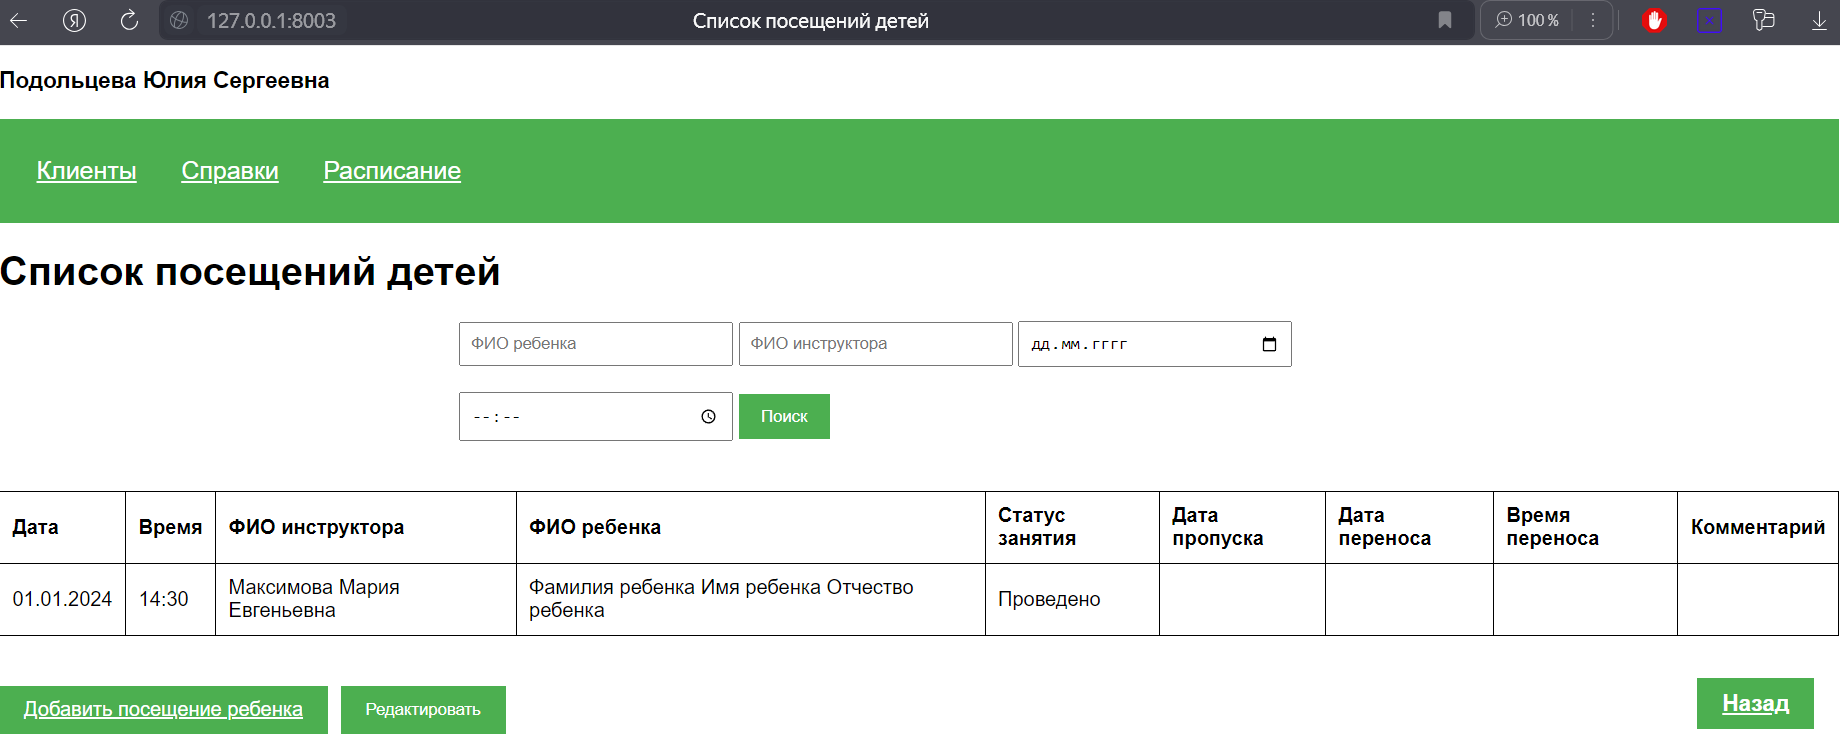 127.0.0.1:8003 Список посещений детей 100 %
Подольцева Юлия Сергеевна
Клиенты Справки Расписание
Список посещений детей
ФИО ребенка ФИО инструктора дд.мм.гггг
--:-- Поиск
Дата Время ФИО инструктора ФИО ребенка Статус занятия Дата пропуска Дата переноса Время переноса Комментарий
01.01.2024 14:30 Максимова Мария Евгеньевна Фамилия ребенка Имя ребенка Отчество ребенка Проведено
Добавить посещение ребенка Редактировать Назад